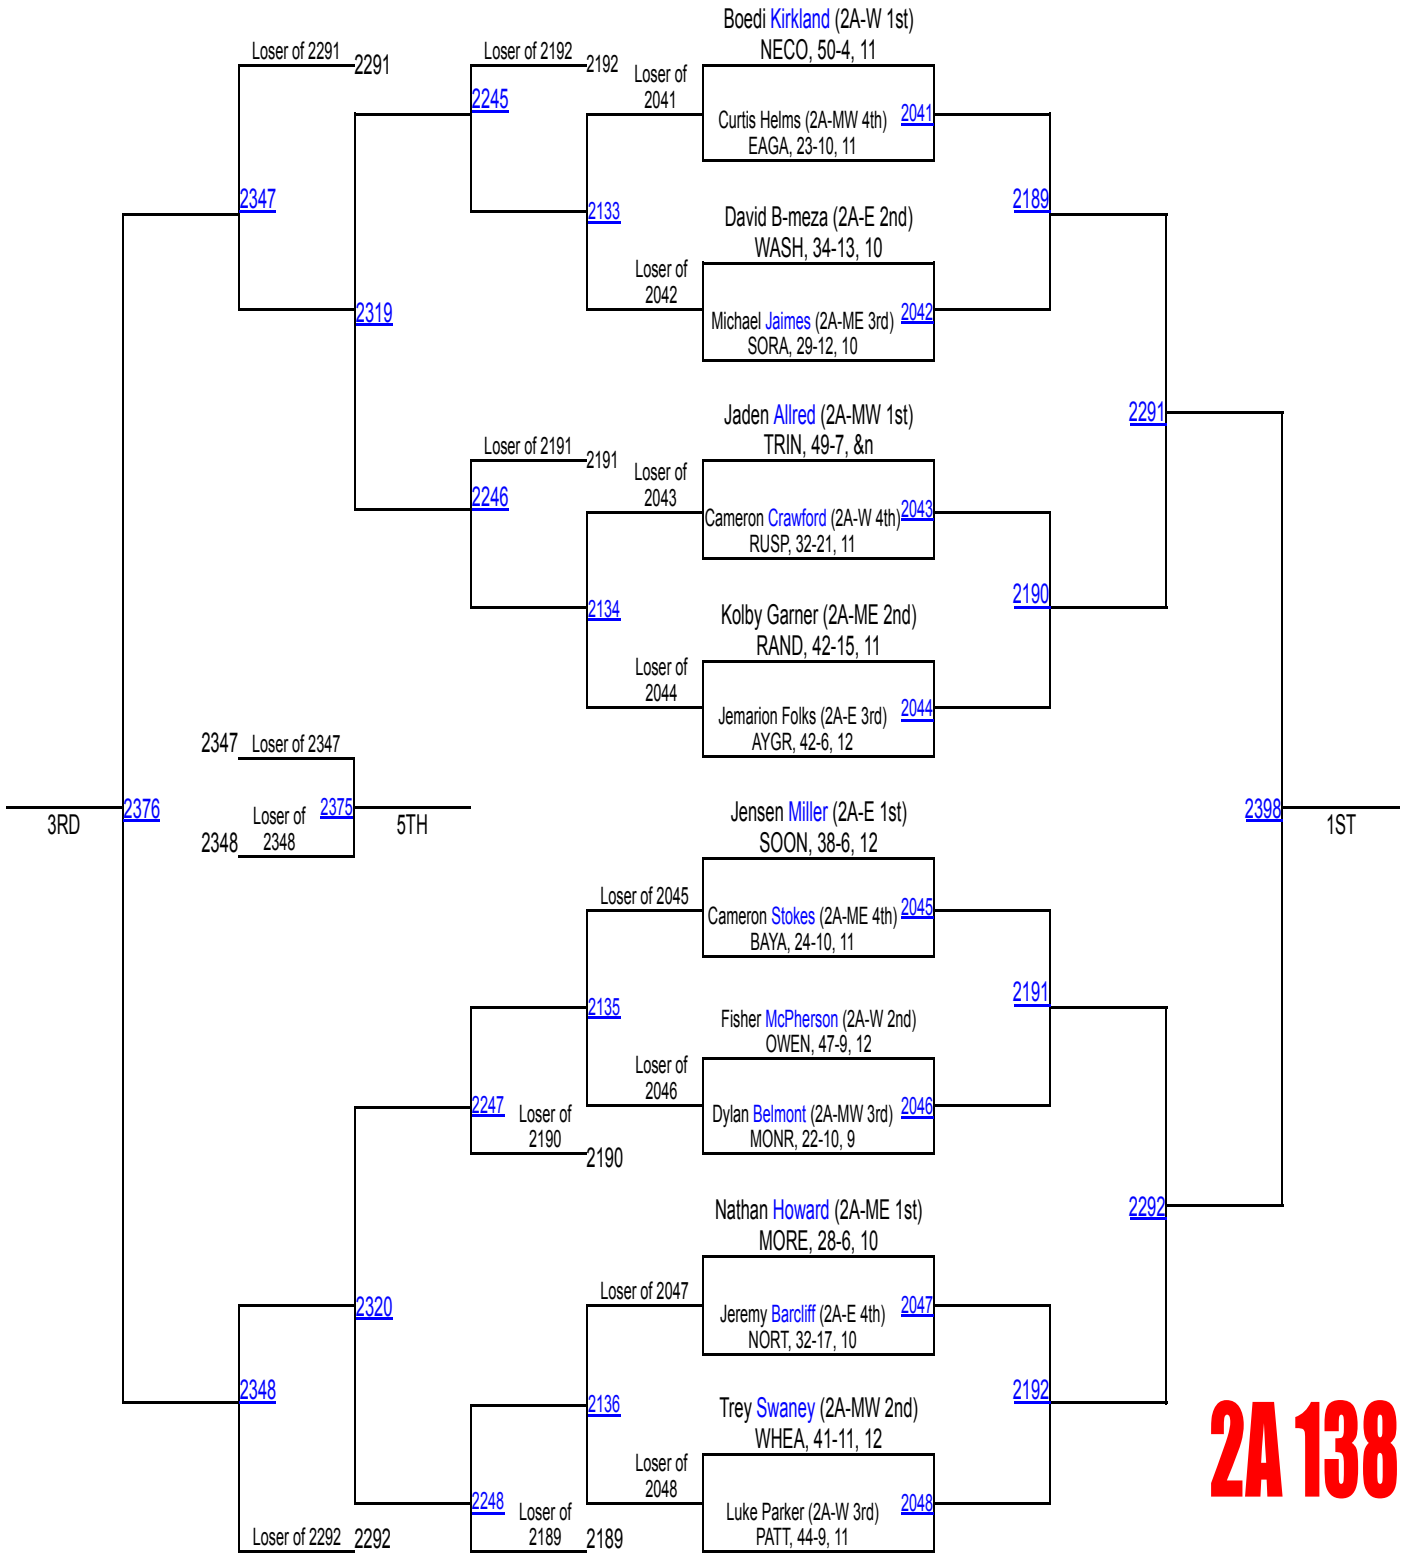 Boedi Kirkland (2A-W 1st)
NECO, 50-4, 11
Loser of 2291
2291
Loser of 2192
2192
Loser of
2041
2245
Curtis Helms (2A-MW 4th)
2041
EAGA, 23-10, 11
2347
2133
2189
David B-meza (2A-E 2nd)
WASH, 34-13, 10
Loser of
2042
2319
Michael Jaimes (2A-ME 3rd)
2042
SORA, 29-12, 10
Jaden Allred (2A-MW 1st)
TRIN, 49-7, &n
2291
Loser of 2191
2191
Loser of
2043
2246
Cameron Crawford (2A-W 4th)
2043
RUSP, 32-21, 11
2134
2190
Kolby Garner (2A-ME 2nd)
RAND, 42-15, 11
Loser of
2044
Jemarion Folks (2A-E 3rd)
2044
AYGR, 42-6, 12
2347
Loser of 2347
2376
3RD
Loser of
2348
2348
2375
5TH
Jensen Miller (2A-E 1st)
SOON, 38-6, 12
2398
1ST
Loser of 2045
Cameron Stokes (2A-ME 4th)
2045
BAYA, 24-10, 11
2135
2191
Fisher McPherson (2A-W 2nd)
OWEN, 47-9, 12
Loser of
2046
2247
Loser of
2190
2190
Dylan Belmont (2A-MW 3rd)
2046
MONR, 22-10, 9
Nathan Howard (2A-ME 1st)
MORE, 28-6, 10
2292
Loser of 2047
2320
Jeremy Barcliff (2A-E 4th)
2047
NORT, 32-17, 10
2348
2136
2192
Trey Swaney (2A-MW 2nd)
WHEA, 41-11, 12
Loser of
2048
2248
Loser of
2189
2189
Luke Parker (2A-W 3rd)
2048
PATT, 44-9, 11
Loser of 2292
2292
2A 138